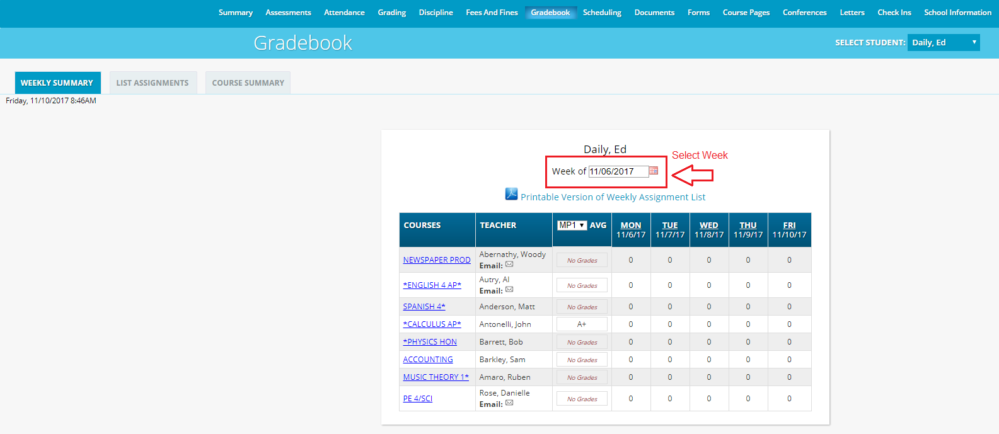 Summary Assessments Attendance Grading Discipline Fees And Fines Gradebook Scheduling Documents Forms Course Pages Conferences Letters Check Ins School Information
Gradebook
SELECT STUDENT: Daily, Ed
WEEKLY SUMMARY LIST ASSIGNMENTS COURSE SUMMARY
Friday, 11/10/2017 8:46AM
Daily, Ed
Select Week
Week of 11/06/2017
Printable Version of Weekly Assignment List
COURSES TEACHER MP1 AVG MON TUE WED THU FRI
11/6/17 11/7/17 11/8/17 11/9/17 11/10/17
NEWSPAPER PROD Abernathy, Woody No Grades 0 0 0 0 0
Email:
*ENGLISH 4 AP* Autry, Al No Grades 0 0 0 0 0
Email:
SPANISH 4* Anderson, Matt No Grades 0 0 0 0 0
*CALCULUS AP* Antonelli, John A+ 0 0 0 0 0
*PHYSICS HON Barrett, Bob No Grades 0 0 0 0 0
ACCOUNTING Barkley, Sam No Grades 0 0 0 0 0
MUSIC THEORY 1* Amaro, Ruben No Grades 0 0 0 0 0
PE 4/SCI Rose, Danielle No Grades 0 0 0 0 0
Email: